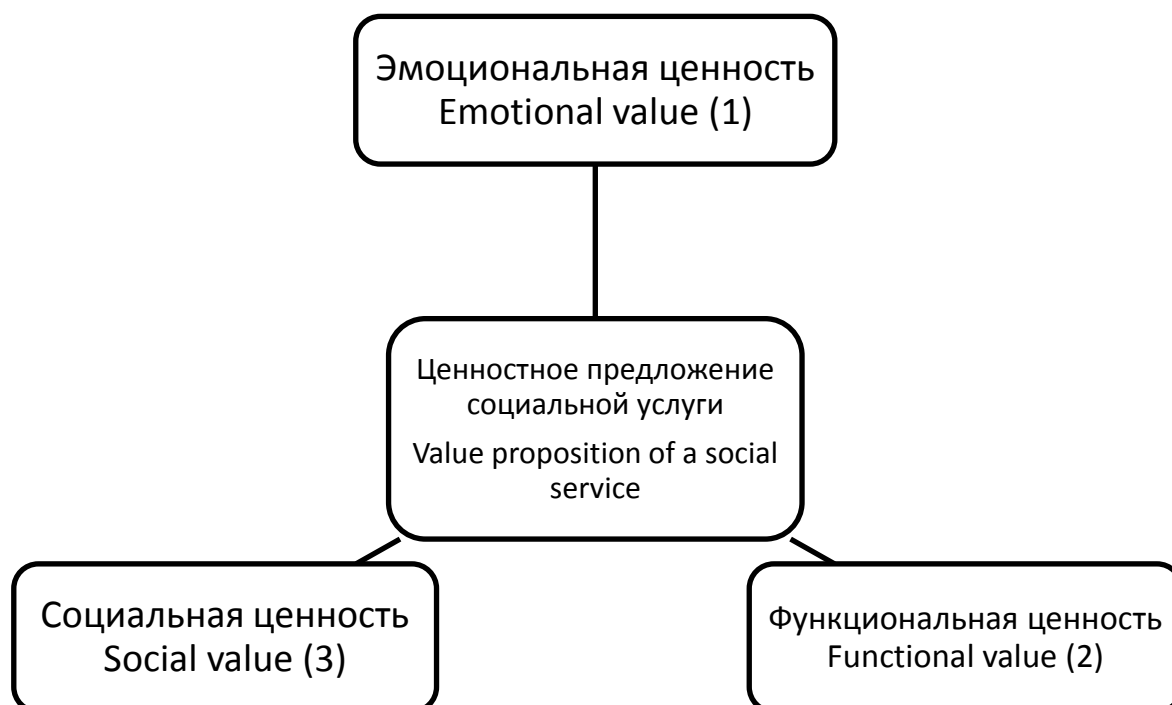 Эмоциональная ценность
Emotional value (1)
Ценностное предложение
социальной услуги
Value proposition of a social
service
Социальная ценность
Social value (3)
Функциональная ценность
Functional value (2)